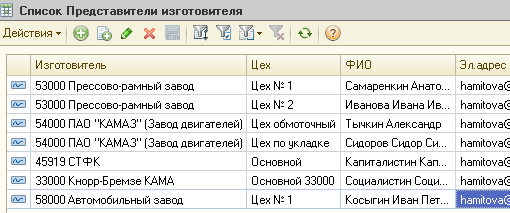 Список Представители изготовителя
Действия
Изготовитель Цех ФИО Эл.адрес
53000 Прессово-рамный завод Цех № 1 Самаренкин Анато...  hamitova@
53000 Прессово-рамный завод Цех № 2 Иванова Ивана Ив... hamitova@
54000 ПАО "КАМАЗ" (Завод двигателей) Цех обмоточный Тычкин Александр hamitova@
54000 ПАО "КАМАЗ" (Завод двигателей) Цех по укладке Сидоров Сидор Си... hamitova@
45919 СТФК Основной Капиталистин Кап... hamitova@
33000 Кнорр-Бремзе КАМА Основной 33000 Социалистин Социа... hamitova@
58000 Автомобильный завод Цех № 1 Косыгин Иван Пет... hamitova@